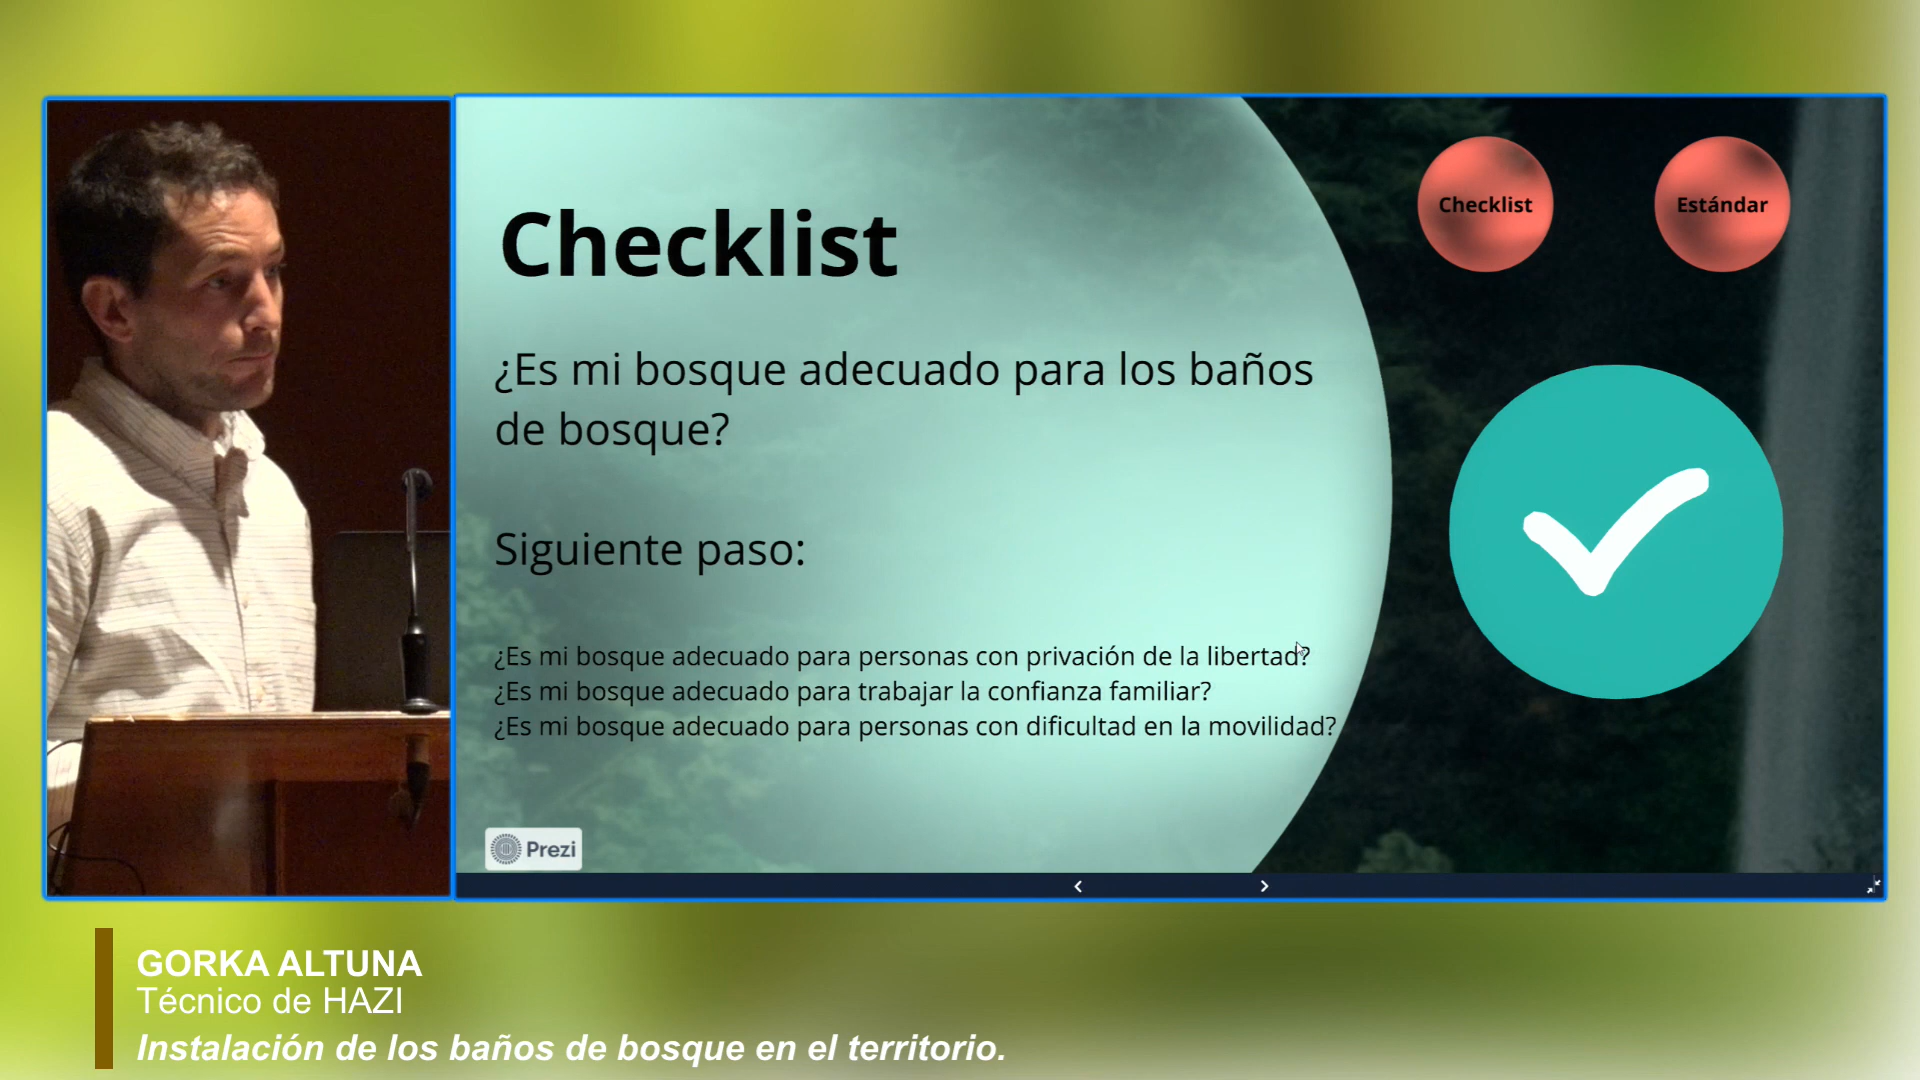 Checklist
¿Es mi bosque adecuado para los baños
de bosque?
Siguiente paso:
¿Es mi bosque adecuado para personas con privación de la libertad?
¿Es mi bosque adecuado para trabajar la confianza familiar?
¿Es mi bosque adecuado para personas con dificultad en la movilidad?
Checklist
Estándar
Prezi
GORKA ALTUNA
Técnico de HAZI
Instalación de los baños de bosque en el territorio.